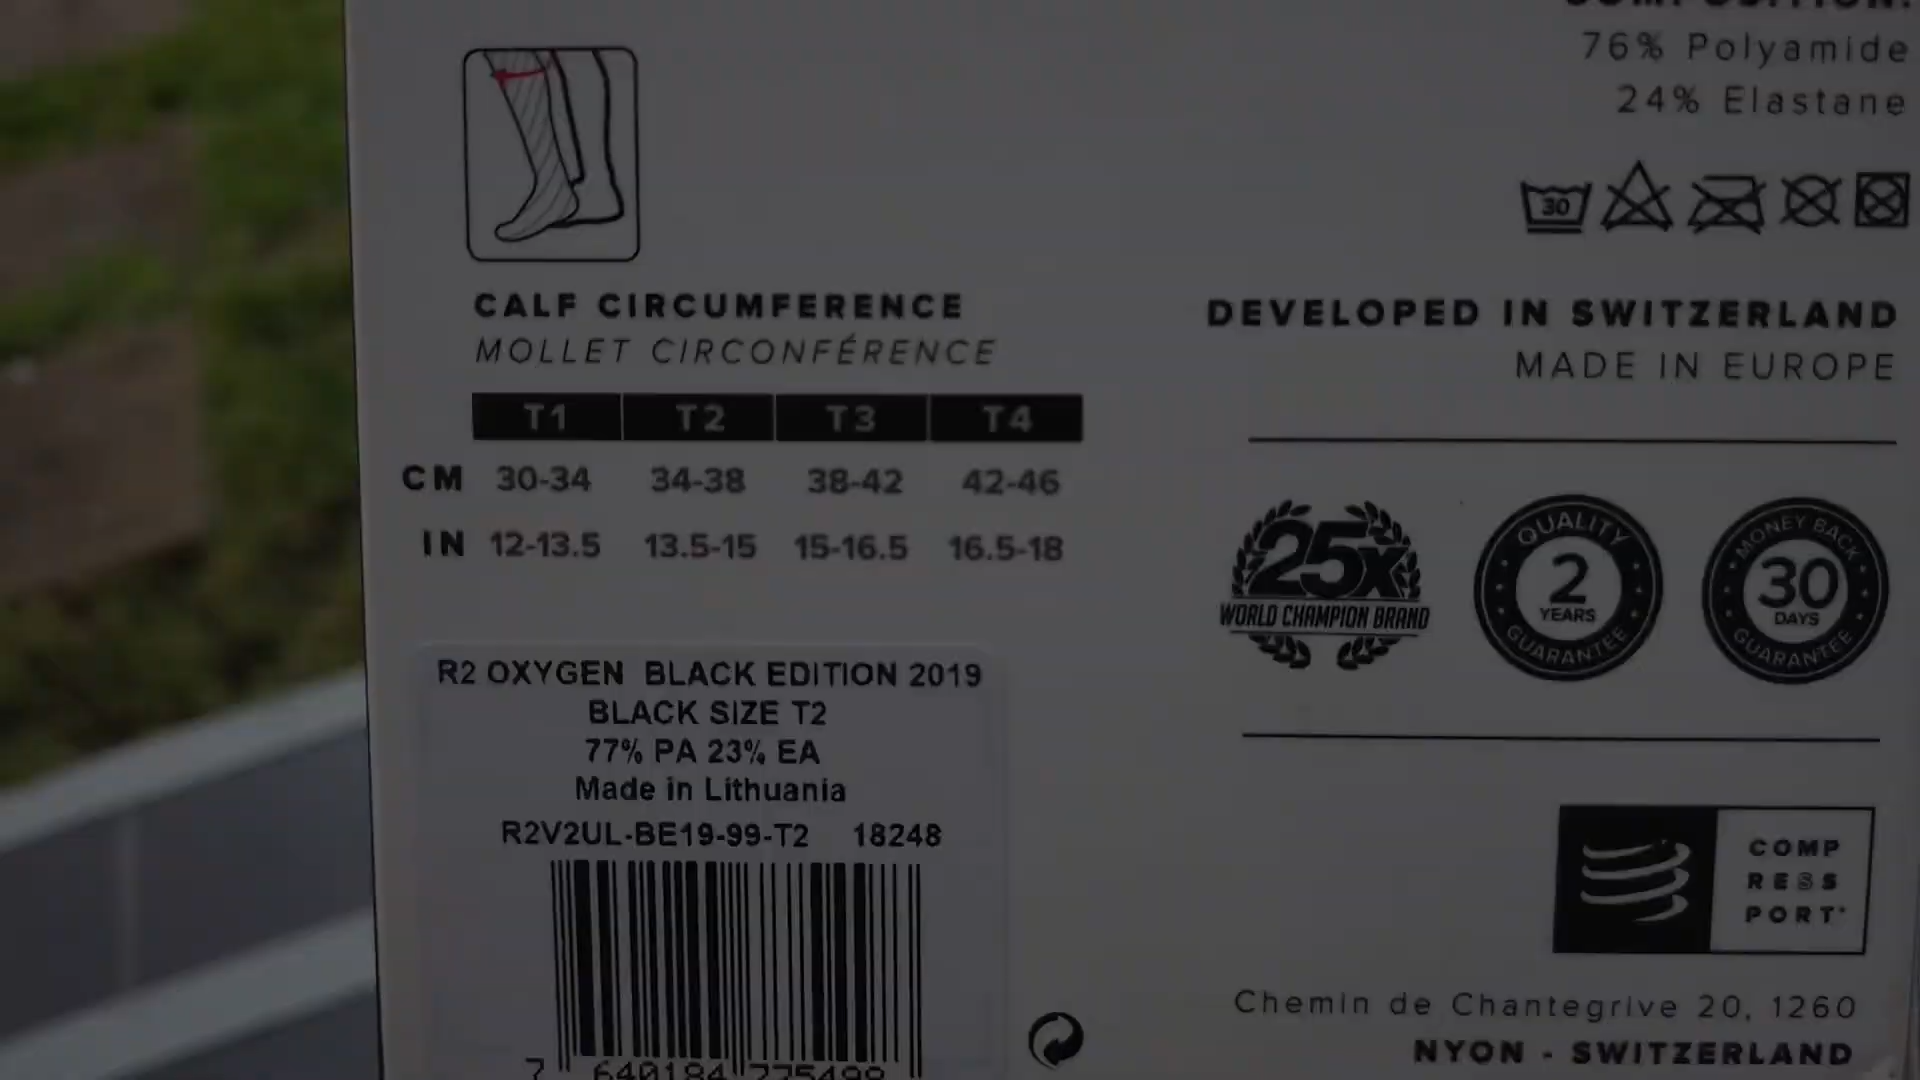 76% Polyamide
24% Elastane
30
CALF CIRCUMFERENCE
MOLLET CIRCONFÉRENCE
T1 T2 T3 T4
CM 30-34 34-38 38-42 42-46
IN 12-13.5 13.5-15 15-16.5 16.5-18
DEVELOPED IN SWITZERLAND
MADE IN EUROPE
25x
WORLD CHAMPION BRAND
QUALITY
2
YEARS
GUARANTEE
MONEY BACK
30
DAYS
GUARANTEE
R2 OXYGEN BLACK EDITION 2019
BLACK SIZE T2
77% PA 23% EA
Made in Lithuania
R2V2UL-BE19-99-T2 18248
7 640184 775498
COMP
RESS
PORT
Chemin de Chantegrive 20, 1260
NYON - SWITZERLAND